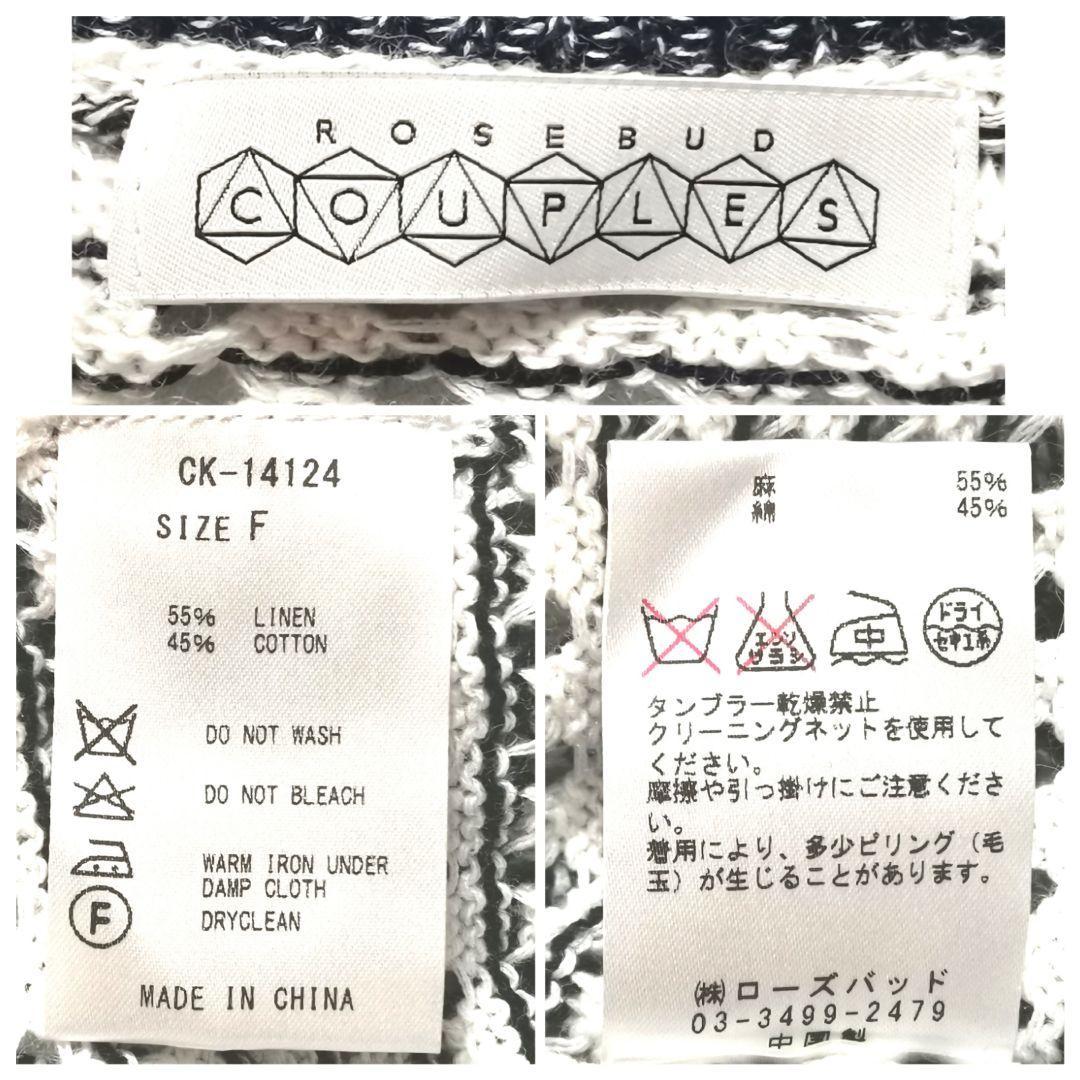 ROSEBUD
COUPLES
CK-14124
SIZE F
55% LINEN
45% COTTON
DO NOT WASH
DO NOT BLEACH
WARM IRON UNDER
DAMP CLOTH
F
DRYCLEAN
MADE IN CHINA
麻 55%
綿 45%
エンソ
サラシ
中
ドライ
セキユ系
タンブラー乾燥禁止
クリーニングネットを使用して
ください。
摩擦や引っ掛けにご注意くださ
い。
着用により、多少ピリング（毛
玉）が生じることがあります。
㈱ローズバッド
03-3499-2479
中国製